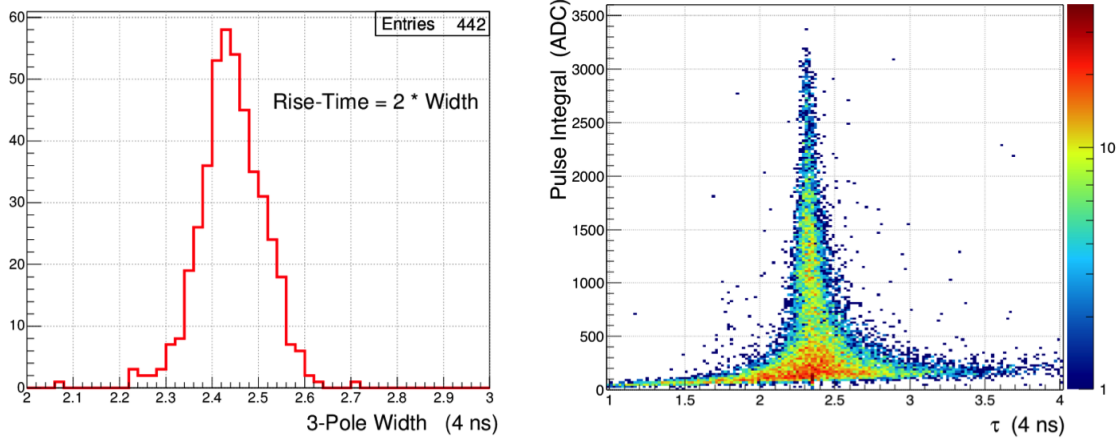 Entries 442
60
50
40
30
20
10
0
Rise-Time = 2 * Width
2 2.1 2.2 2.3 2.4 2.5 2.6 2.7 2.8 2.9 3
3-Pole Width (4 ns)
Pulse Integral (ADC)
3500
3000
2500
2000
1500
1000
500
0
1 1.5 2 2.5 3 3.5 4
τ (4 ns)
10
1